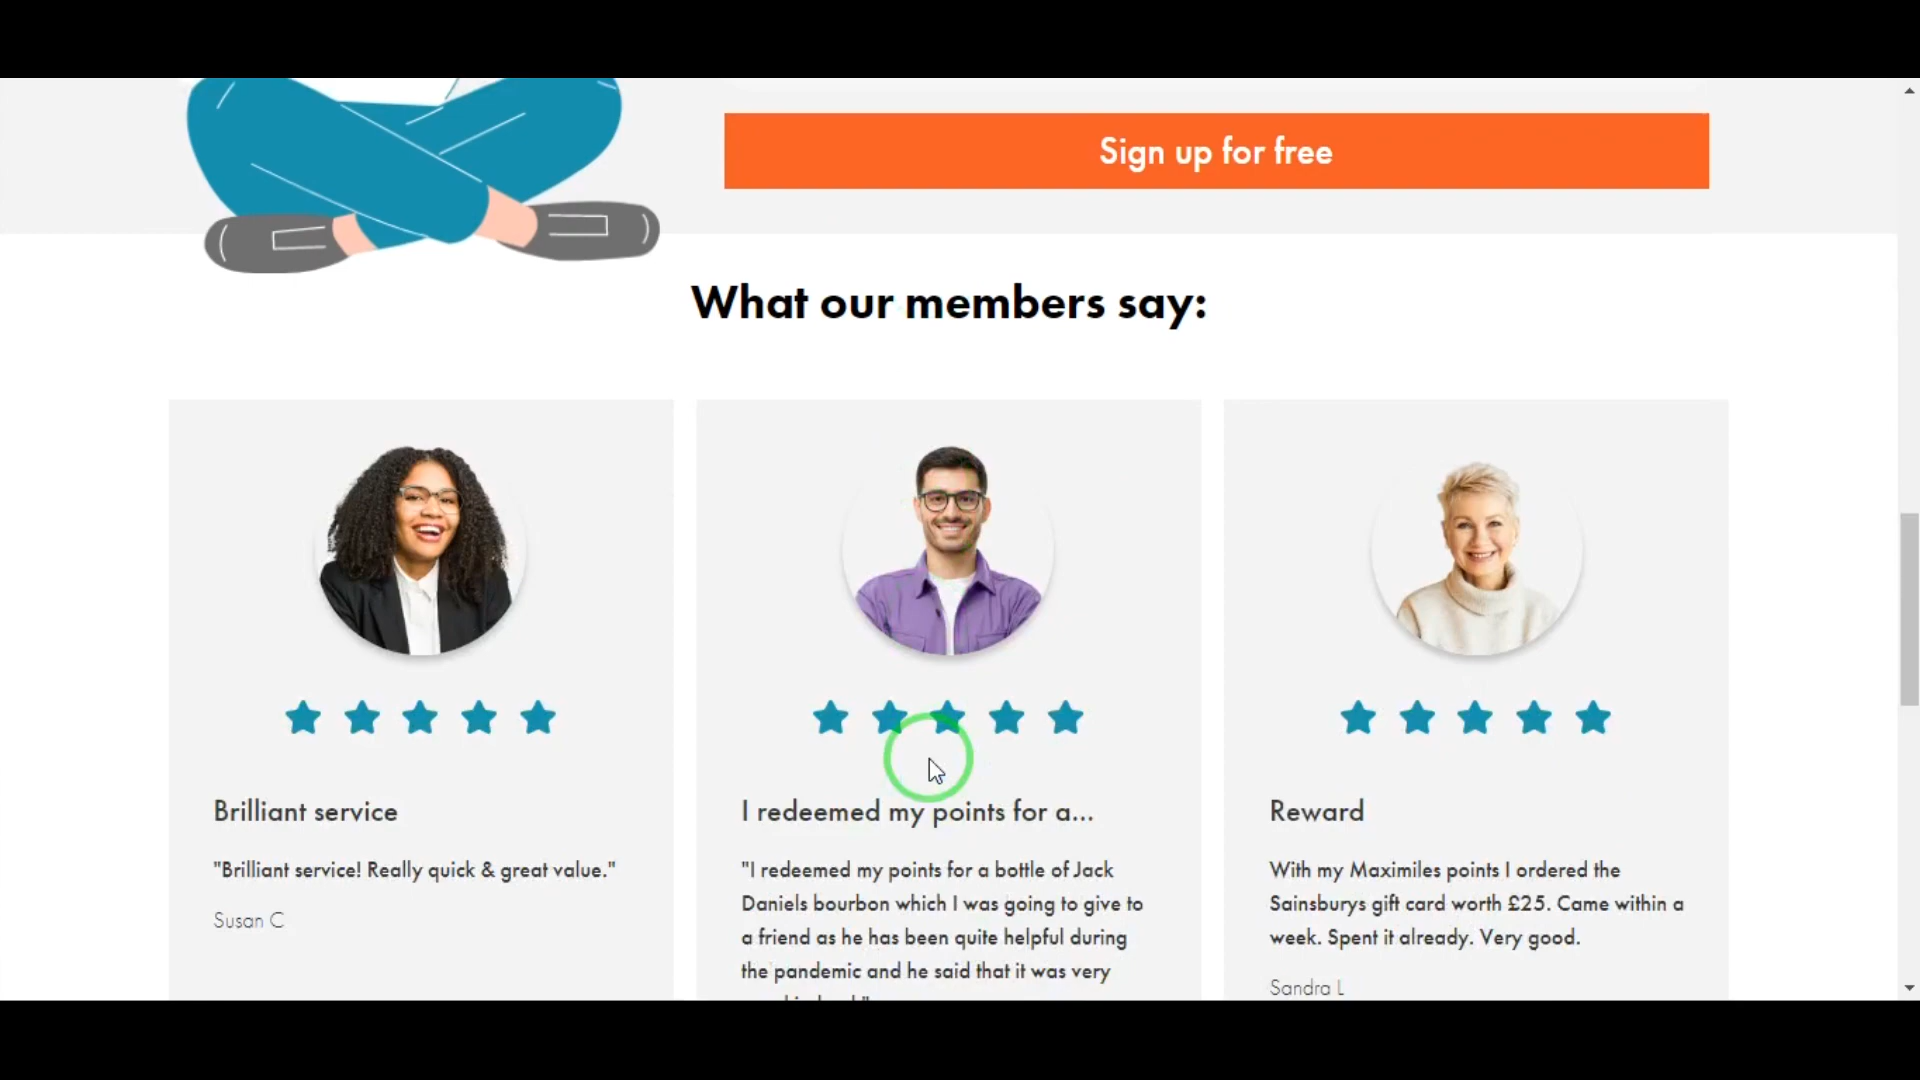 Sign up for free
What our members say:
Brilliant service
"Brilliant service! Really quick & great value."
Susan C
I redeemed my points for a...
"I redeemed my points for a bottle of Jack
Daniels bourbon which I was going to give to
a friend as he has been quite helpful during
the pandemic and he said that it was very
Reward
With my Maximiles points I ordered the
Sainsburys gift card worth £25. Came within a
week. Spent it already. Very good.
Sandra L